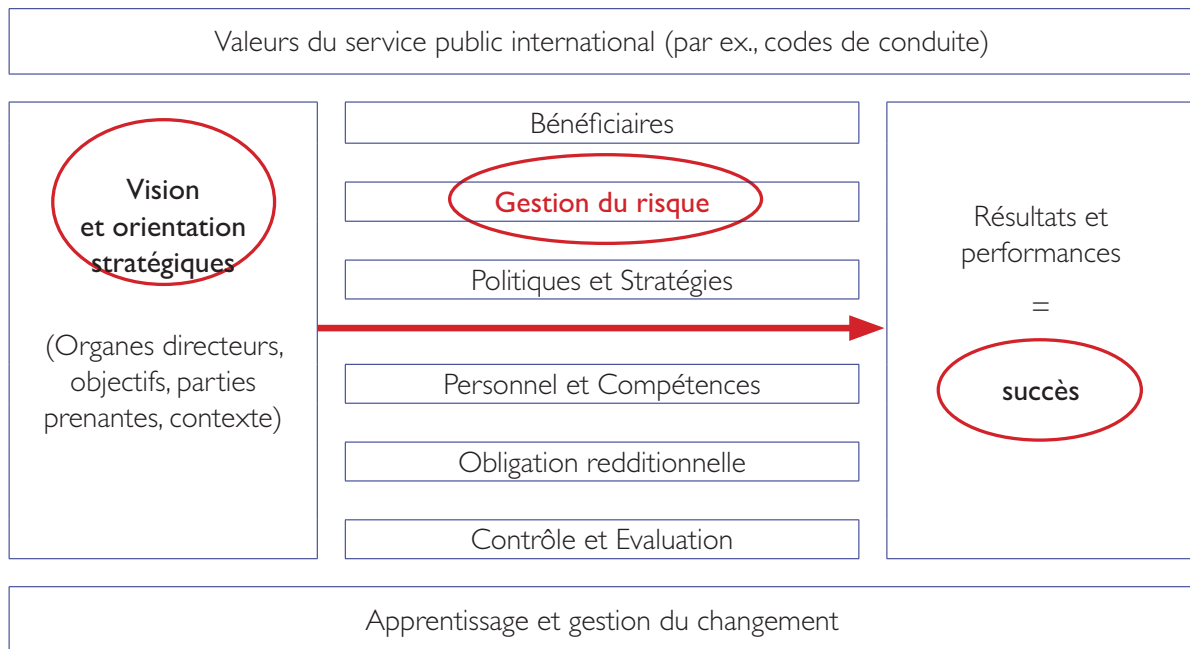 Valeurs du service public international (par ex., codes de conduite)
Vision
et orientation
stratégiques
(Organes directeurs,
objectifs, parties
prenantes, contexte)
Bénéficiaires
Gestion du risque
Politiques et Stratégies
Personnel et Compétences
Obligation redditionnelle
Contrôle et Evaluation
Résultats et
performances
=
succès
Apprentissage et gestion du changement